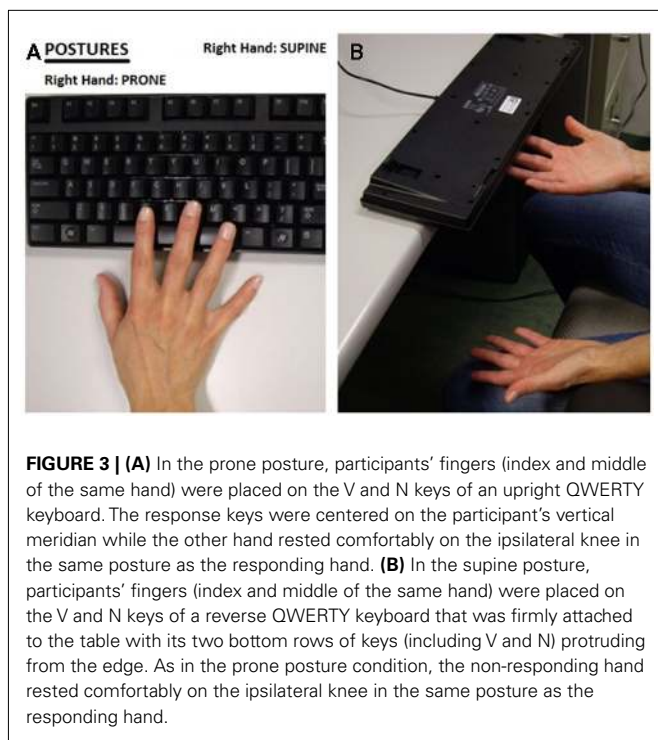 A POSTURES
Right Hand: SUPINE
B
Right Hand: PRONE
FIGURE 3 | (A) In the prone posture, participants’ fingers (index and middle
of the same hand) were placed on the V and N keys of an upright QWERTY
keyboard. The response keys were centered on the participant’s vertical
meridian while the other hand rested comfortably on the ipsilateral knee in
the same posture as the responding hand. (B) In the supine posture,
participants’ fingers (index and middle of the same hand) were placed on
the V and N keys of a reverse QWERTY keyboard that was firmly attached
to the table with its two bottom rows of keys (including V and N) protruding
from the edge. As in the prone posture condition, the non-responding hand
rested comfortably on the ipsilateral knee in the same posture as the
responding hand.